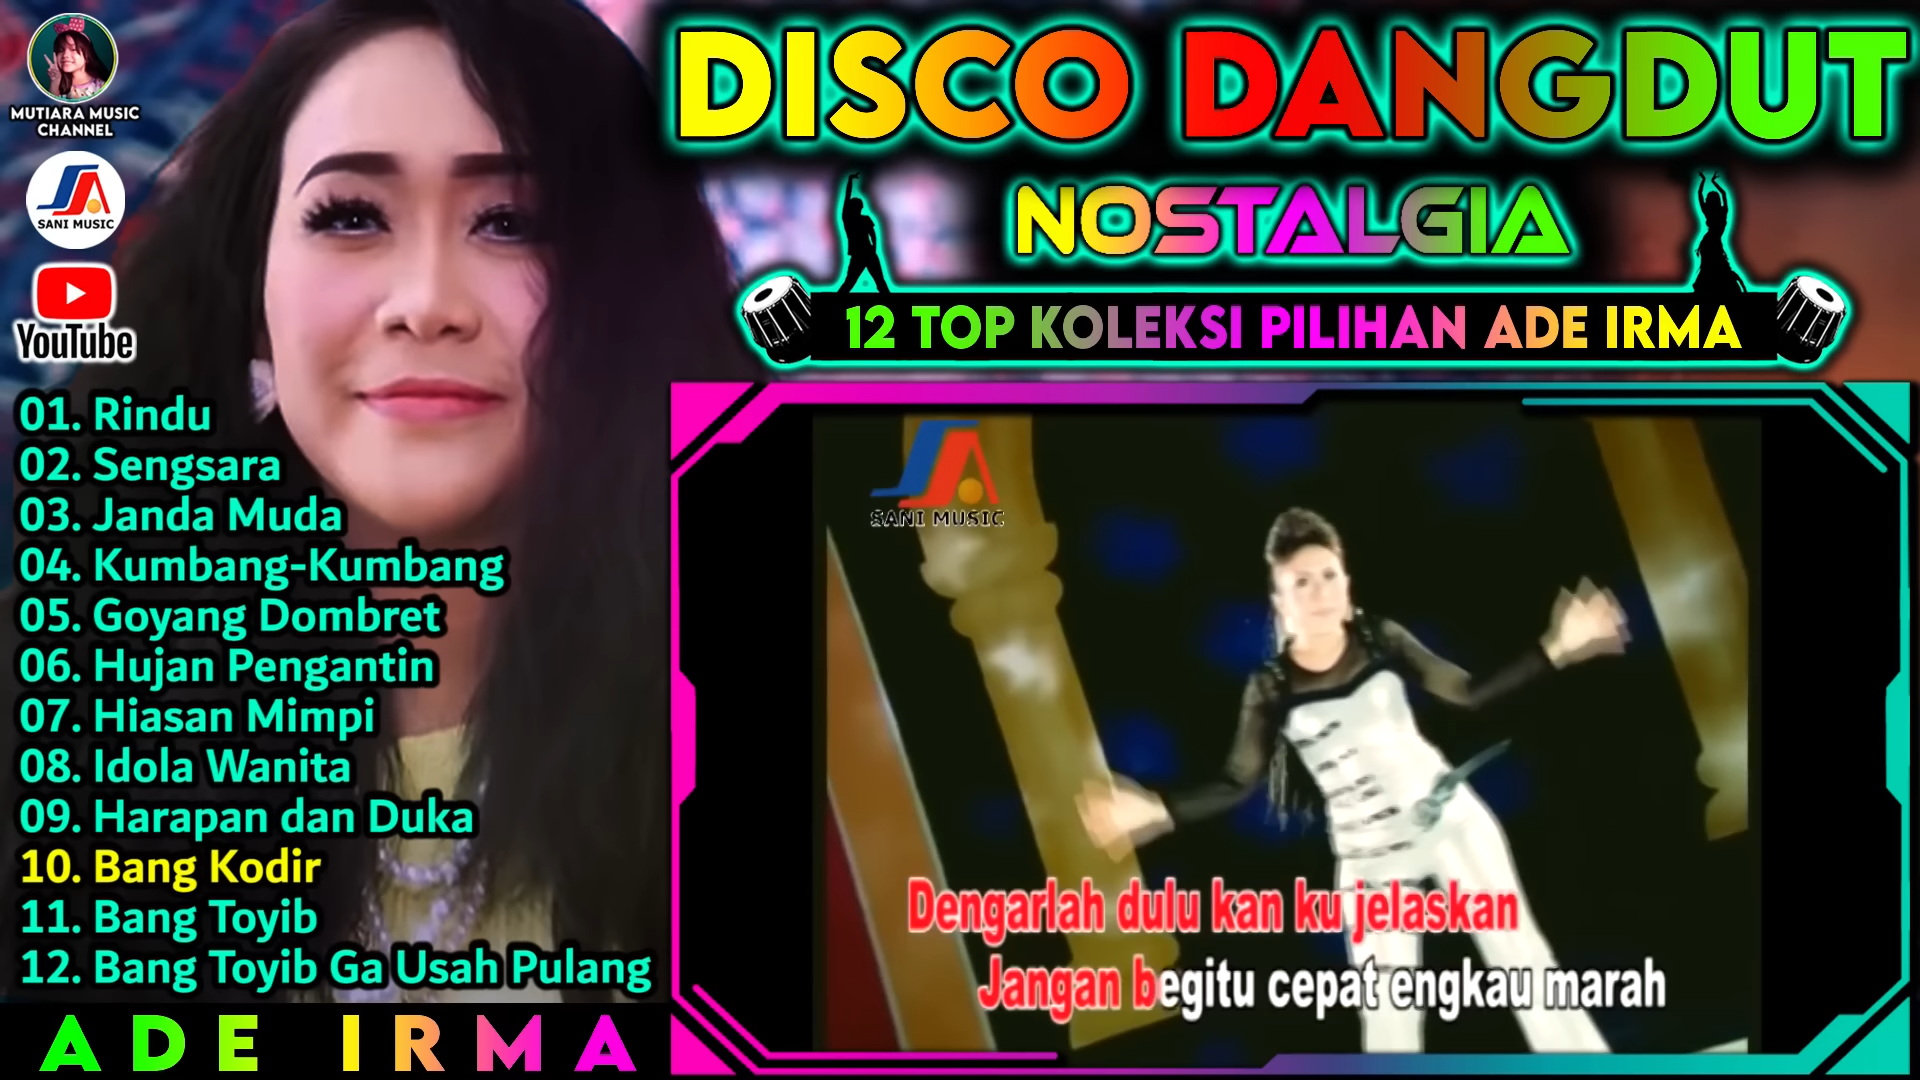 MUTIARA MUSIC
CHANNEL
SANI MUSIC
YouTube
DISCO DANGDUT
NOSTALGIA
12 TOP KOLEKSI PILIHAN ADE IRMA
01. Rindu
02. Sengsara
03. Janda Muda
04. Kumbang-Kumbang
05. Goyang Dombret
06. Hujan Pengantin
07. Hiasan Mimpi
08. Idola Wanita
09. Harapan dan Duka
10. Bang Kodir
11. Bang Toyib
12. Bang Toyib Ga Usah Pulang
ADE IRMA
SANI MUSIC
Dengarlah dulu kan ku jelaskan
Jangan begitu cepat engkau marah